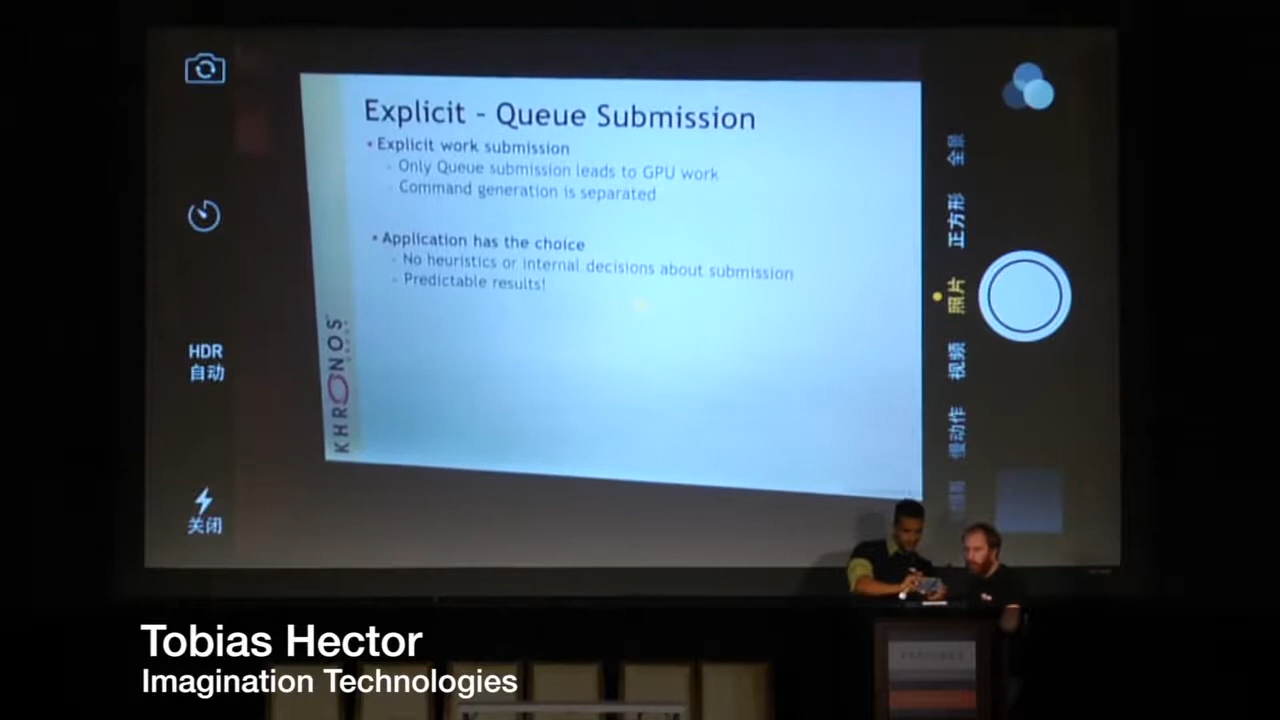 Explicit - Queue Submission
• Explicit work submission
- Only Queue submission leads to GPU work
- Command generation is separated
• Application has the choice
- No heuristics or internal decisions about submission
- Predictable results!
KHRONOS
GROUP
HDR
自动
关闭
全景
正方形
照片
视频
慢动作
Tobias Hector
Imagination Technologies